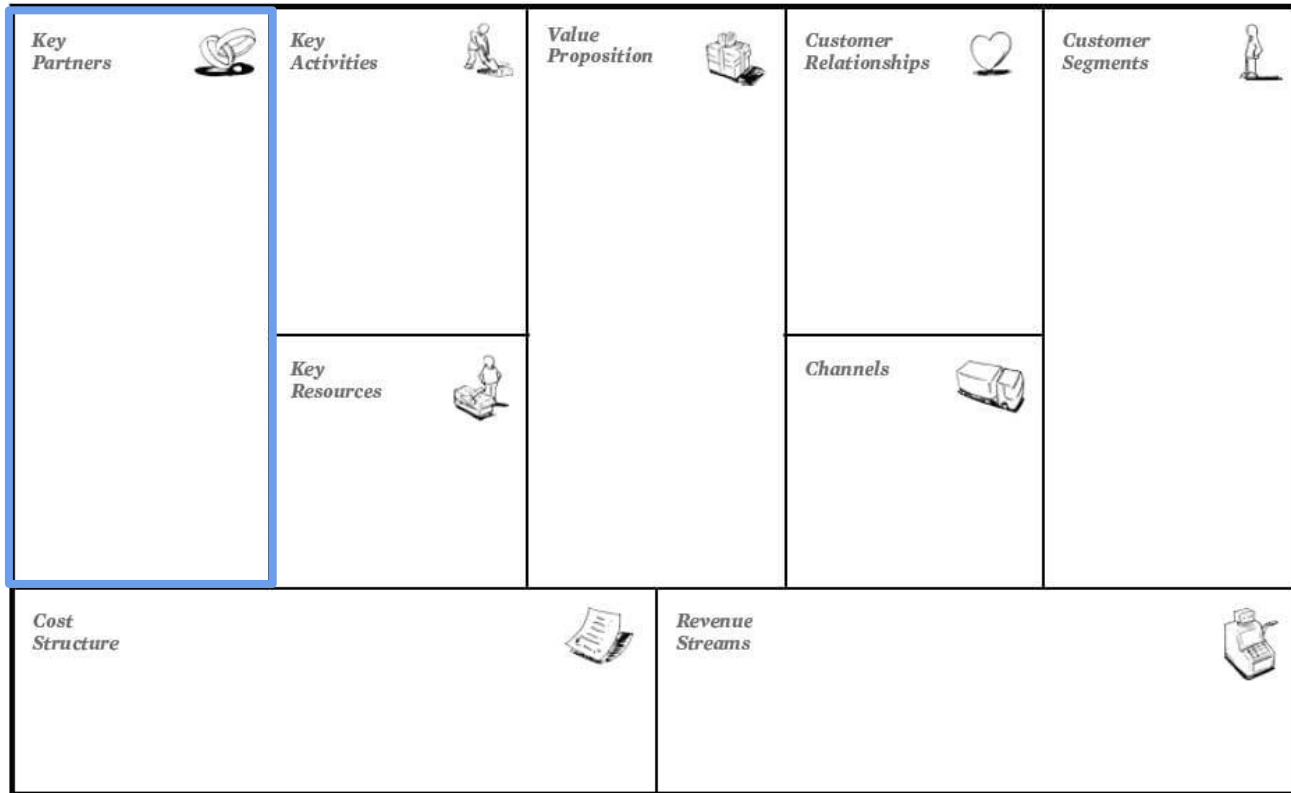 Key
Partners
Key
Activities
Value
Proposition
Customer
Relationships
Customer
Segments
Key
Resources
Channels
Cost
Structure
Revenue
Streams